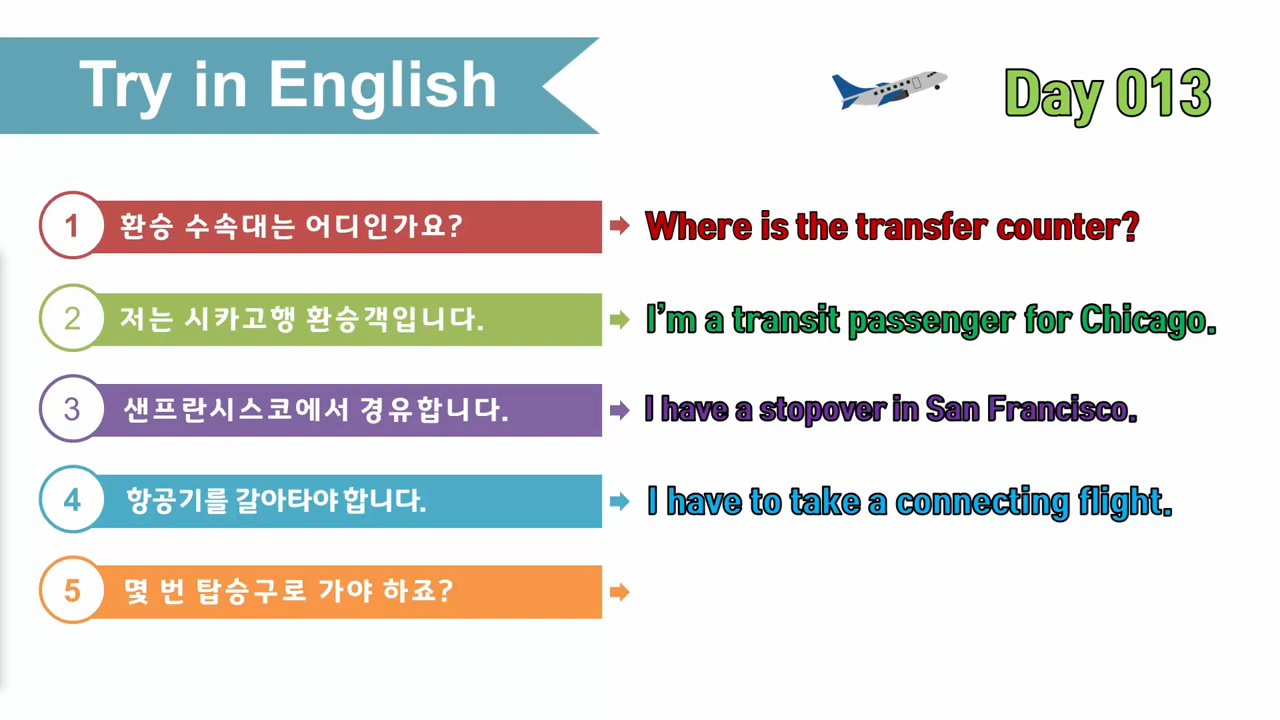 Try in English
Day 013
1 환승 수속대는 어디인가요? Where is the transfer counter?
2 저는 시카고행 환승객입니다. I'm a transit passenger for Chicago.
3 샌프란시스코에서 경유합니다. I have a stopover in San Francisco.
4 항공기를 갈아타야 합니다. I have to take a connecting flight.
5 몇 번 탑승구로 가야 하죠?